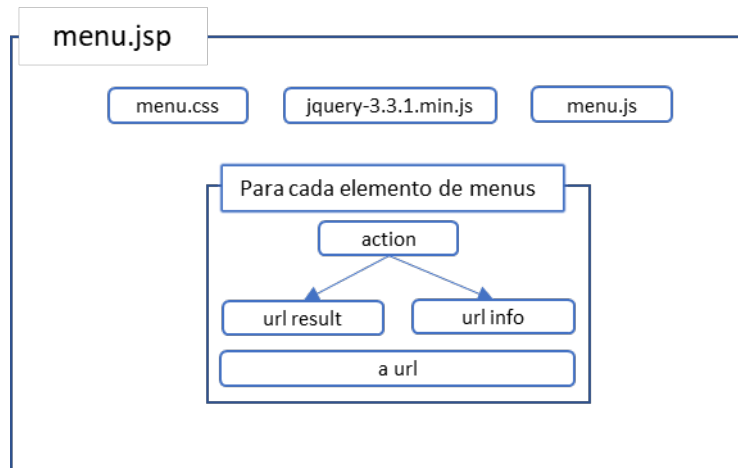 menu.jsp
menu.css
jquery-3.3.1.min.js
menu.js
Para cada elemento de menus
action
url result
url info
a url